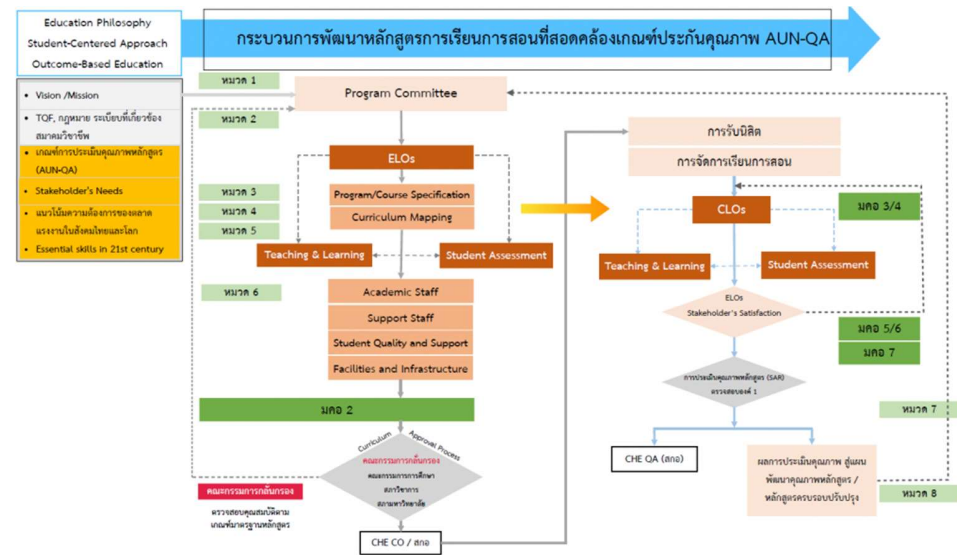 Education Philosophy
Student-Centered Approach
Outcome-Based Education
กระบวนการพัฒนาหลักสูตรการเรียนการสอนที่สอดคล้องเกณฑ์ประกันคุณภาพ AUN-QA
• Vision /Mission
• TQF, กฎหมาย ระเบียบที่เกี่ยวข้อง
สมาคมวิชาชีพ
• เกณฑ์การประเมินคุณภาพหลักสูตร
(AUN-QA)
• Stakeholder's Needs
• แนวโน้มความต้องการของตลาด
แรงงานในสังคมไทยและโลก
• Essential skills in 21st century
หมวด 1
หมวด 2
หมวด 3
หมวด 4
หมวด 5
หมวด 6
Program Committee
ELOs
Program/Course Specification
Curriculum Mapping
Teaching & Learning
Student Assessment
Academic Staff
Support Staff
Student Quality and Support
Facilities and Infrastructure
มคอ 2
Curriculum Approval Process
คณะกรรมการกลั่นกรอง
คณะกรรมการการศึกษา
สภาวิชาการ
สภามหาวิทยาลัย
คณะกรรมการกลั่นกรอง
ตรวจสอบคุณสมบัติตาม
เกณฑ์มาตรฐานหลักสูตร
CHE CO / สกอ
การรับนิสิต
การจัดการเรียนการสอน
CLOs
มคอ 3/4
Teaching & Learning
Student Assessment
ELOs
Stakeholder's Satisfaction
มคอ 5/6
มคอ 7
การประเมินคุณภาพหลักสูตร (SAR)
ตรวจสอบองค์ 1
หมวด 7
CHE QA (สกอ)
ผลการประเมินคุณภาพ สู่แผน
พัฒนาคุณภาพหลักสูตร /
หลักสูตรครบรอบปรับปรุง
หมวด 8